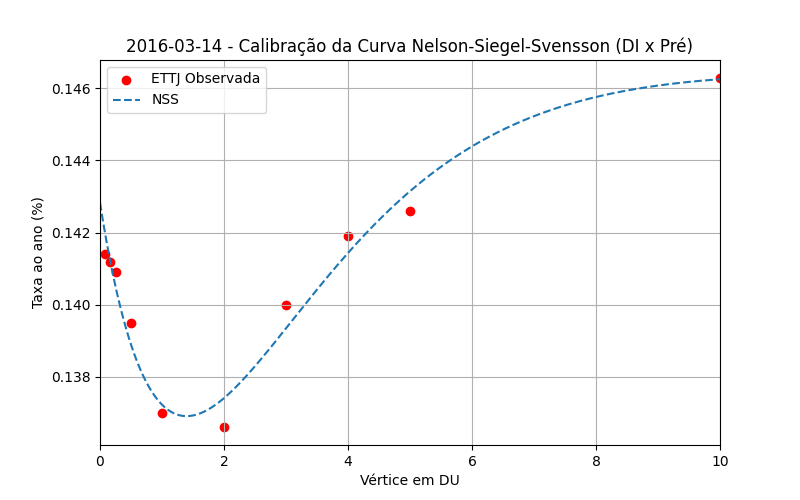 2016-03-14 - Calibração da Curva Nelson-Siegel-Svensson (DI x Pré)
ETTJ Observada
NSS
Taxa ao ano (%)
0.146
0.144
0.142
0.140
0.138
0 2 4 6 8 10
Vértice em DU